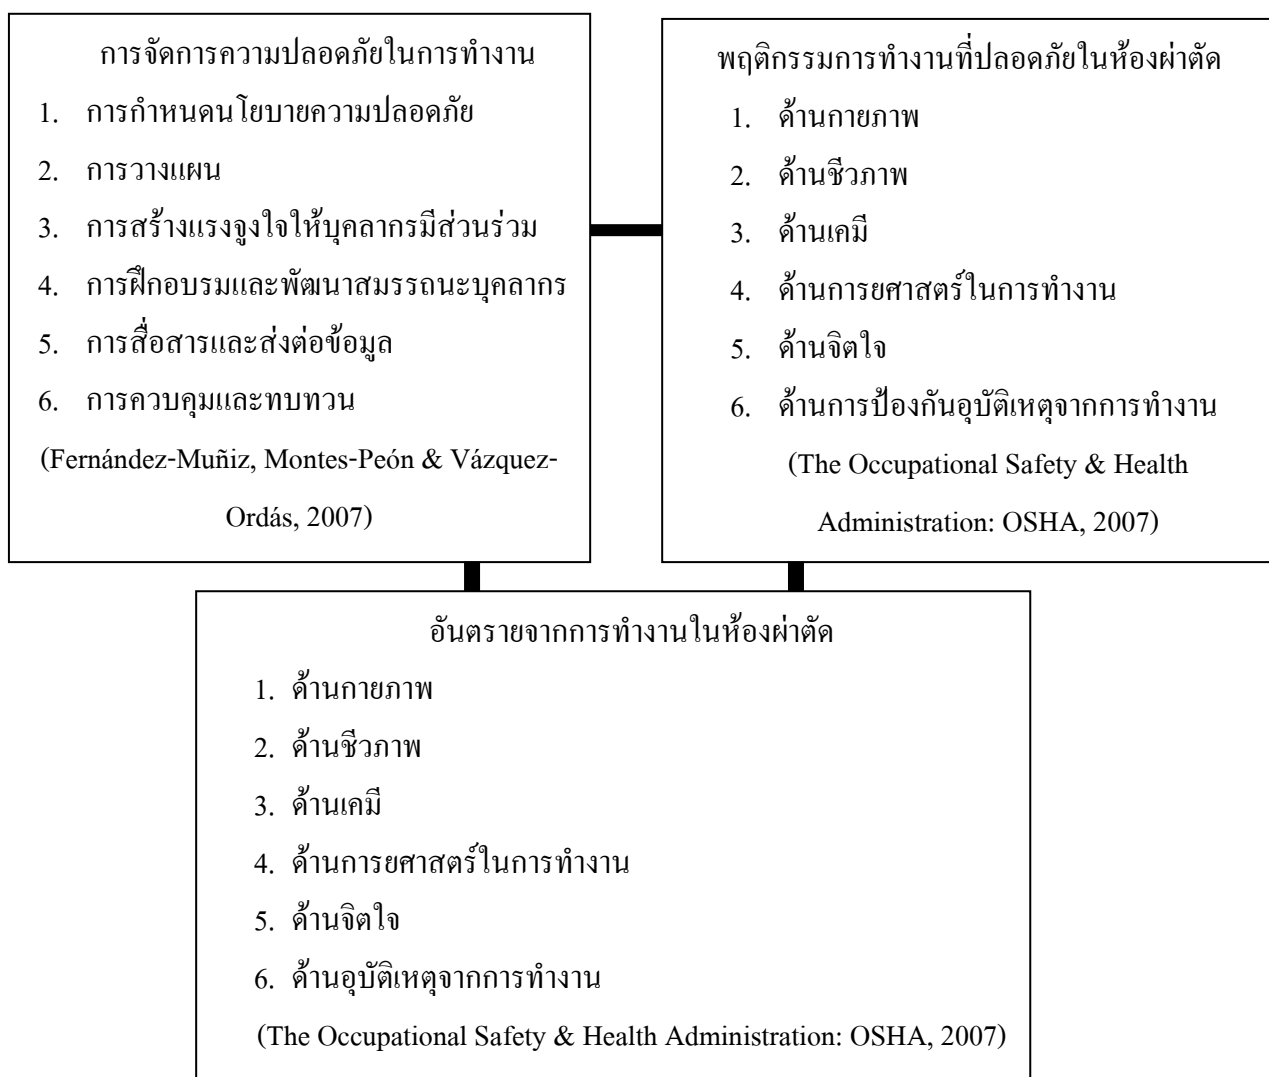 การจัดการความปลอดภัยในการทำงาน
1. การกำหนดนโยบายความปลอดภัย
2. การวางแผน
3. การสร้างแรงจูงใจให้บุคลากรมีส่วนร่วม
4. การฝึกอบรมและพัฒนาสมรรถนะบุคลากร
5. การสื่อสารและส่งต่อข้อมูล
6. การควบคุมและทบทวน
(Fernández-Muñiz, Montes-Peón & Vázquez-
Ordás, 2007)
พฤติกรรมการทำงานที่ปลอดภัยในห้องผ่าตัด
1. ด้านกายภาพ
2. ด้านชีวภาพ
3. ด้านเคมี
4. ด้านการยศาสตร์ในการทำงาน
5. ด้านจิตใจ
6. ด้านการป้องกันอุบัติเหตุจากการทำงาน
(The Occupational Safety & Health
Administration: OSHA, 2007)
อันตรายจากการทำงานในห้องผ่าตัด
1. ด้านกายภาพ
2. ด้านชีวภาพ
3. ด้านเคมี
4. ด้านการยศาสตร์ในการทำงาน
5. ด้านจิตใจ
6. ด้านอุบัติเหตุจากการทำงาน
(The Occupational Safety & Health Administration: OSHA, 2007)